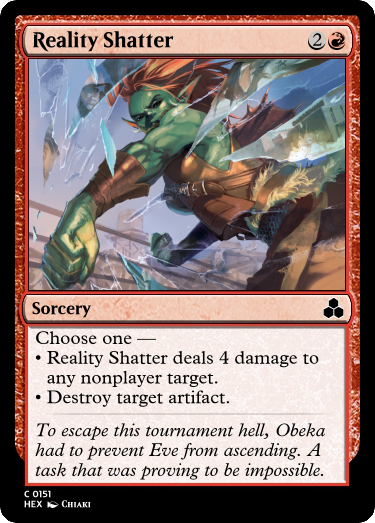 Reality Shatter 2
Sorcery
Choose one —
• Reality Shatter deals 4 damage to
any nonplayer target.
• Destroy target artifact.
To escape this tournament hell, Obeka
had to prevent Eve from ascending. A
task that was proving to be impossible.
C 0151
HEX Chiaki